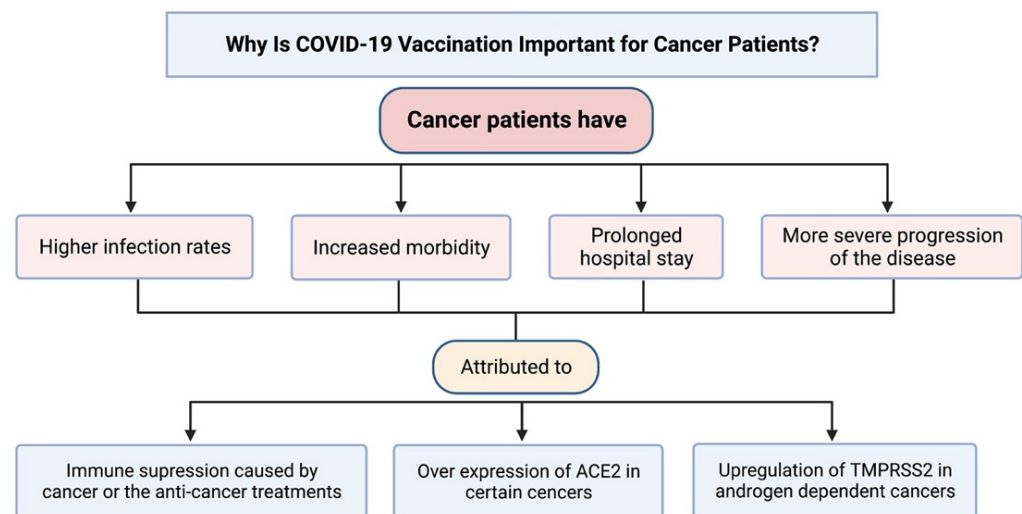 Why Is COVID-19 Vaccination Important for Cancer Patients?
Cancer patients have
Higher infection rates
Increased morbidity
Prolonged
hospital stay
More severe progression
of the disease
Attributed to
Immune supression caused by
cancer or the anti-cancer treatments
Over expression of ACE2 in
certain cencers
Upregulation of TMPRSS2 in
androgen dependent cancers